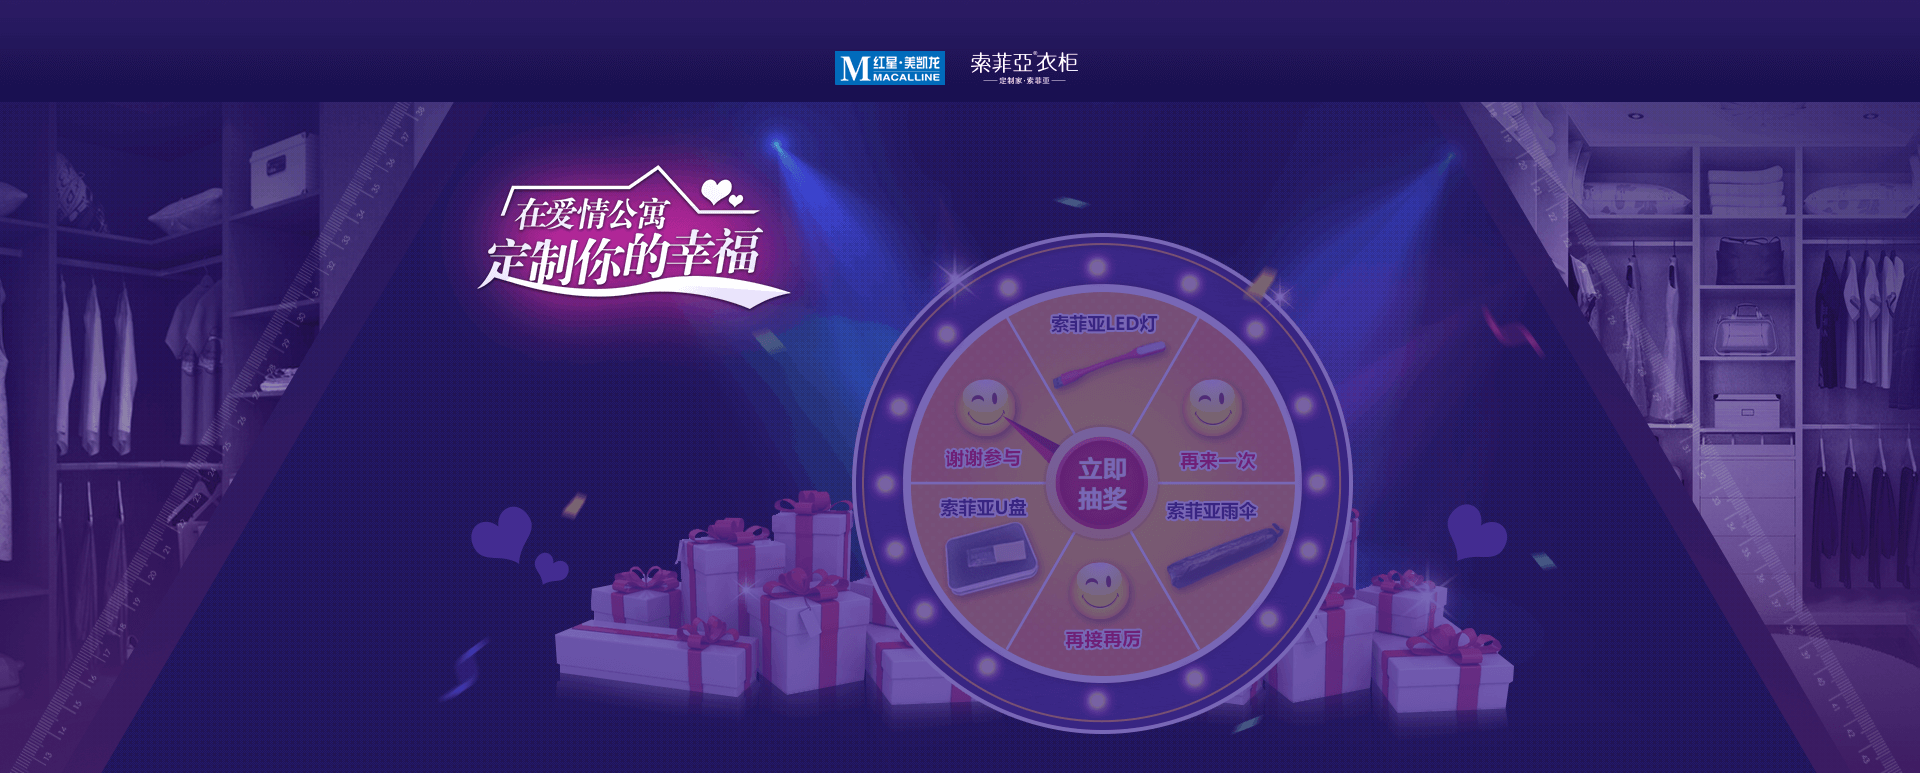 M 红星·美凯龙
MACALLINE
索菲亞®衣柜
定制家·索菲亚
在爱情公寓
定制你的幸福
索菲亚LED灯
谢谢参与
再来一次
立即
抽奖
索菲亚U盘
索菲亚雨伞
再接再厉